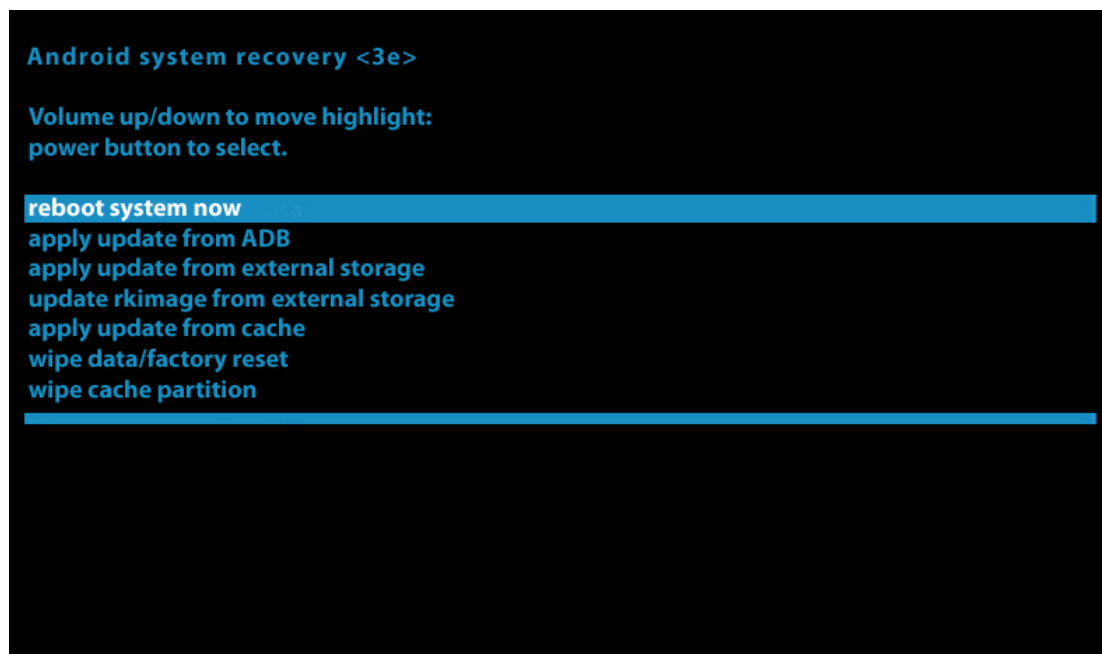 Android system recovery <3e>
Volume up/down to move highlight:
power button to select.
reboot system now
apply update from ADB
apply update from external storage
update rkimage from external storage
apply update from cache
wipe data/factory reset
wipe cache partition